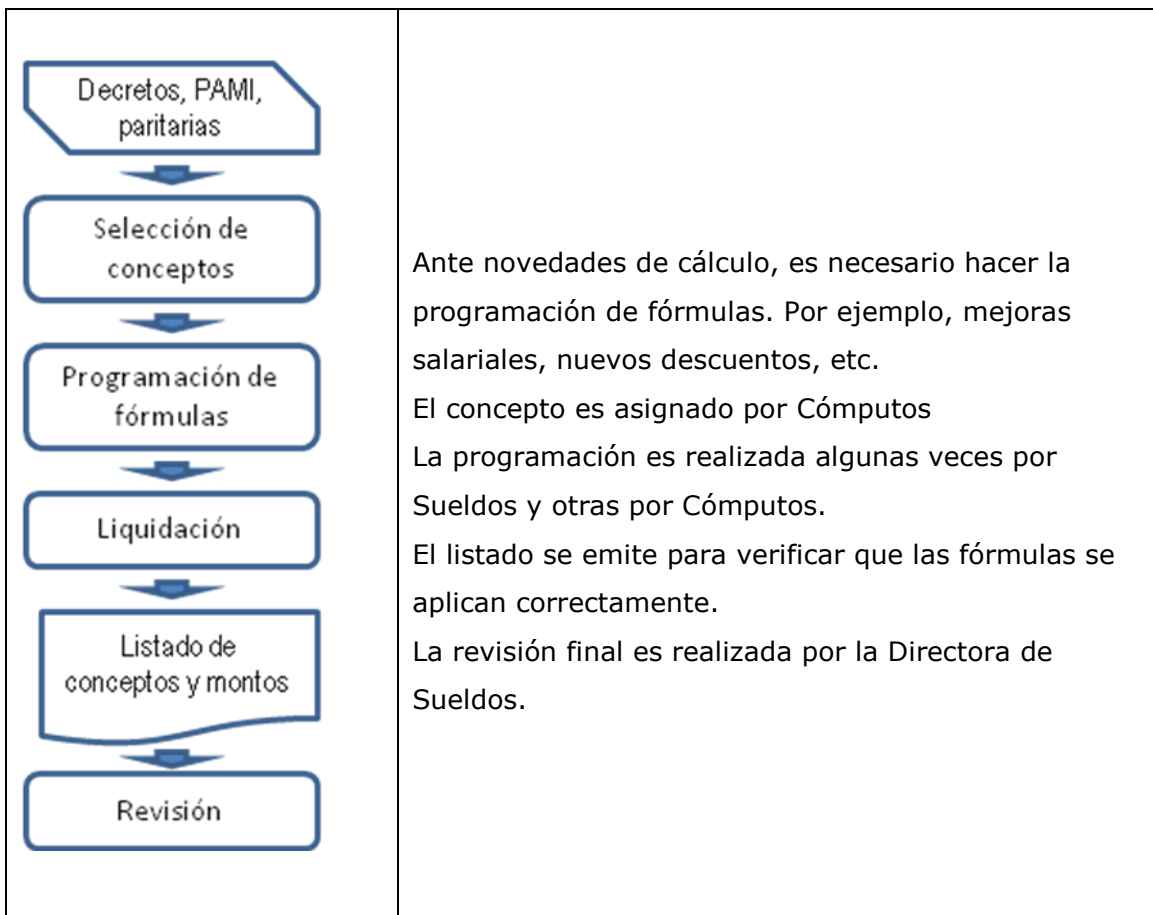 Decretos, PAMI,
paritarias
Selección de
conceptos
Programación de
fórmulas
Liquidación
Listado de
conceptos y montos
Revisión
Ante novedades de cálculo, es necesario hacer la
programación de fórmulas. Por ejemplo, mejoras
salariales, nuevos descuentos, etc.
El concepto es asignado por Cómputos
La programación es realizada algunas veces por
Sueldos y otras por Cómputos.
El listado se emite para verificar que las fórmulas se
aplican correctamente.
La revisión final es realizada por la Directora de
Sueldos.